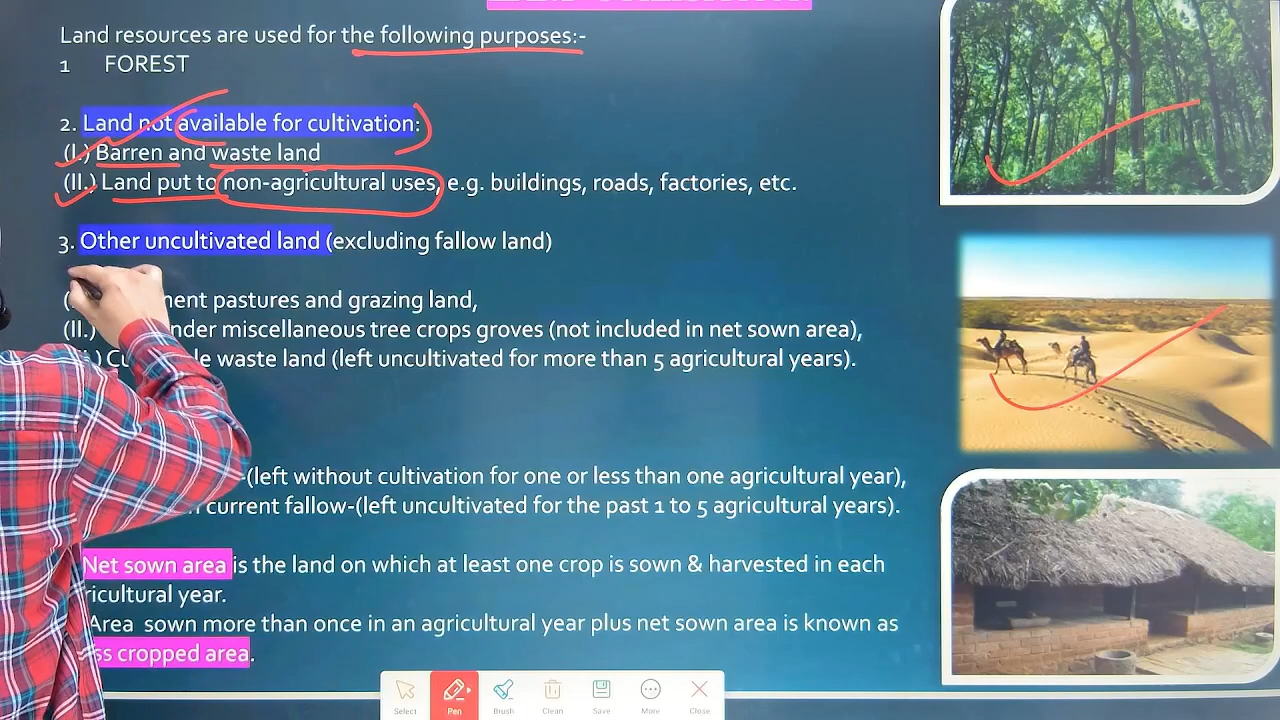 Land resources are used for the following purposes:-
1 FOREST
2. Land not available for cultivation:
(I.) Barren and waste land
(II.) Land put to non-agricultural uses, e.g. buildings, roads, factories, etc.
3. Other uncultivated land (excluding fallow land)
pastures and grazing land,
(II.) miscellaneous tree crops groves (not included in net sown area),
waste land (left uncultivated for more than 5 agricultural years).
-(left without cultivation for one or less than one agricultural year),
current fallow-(left uncultivated for the past 1 to 5 agricultural years).
Net sown area is the land on which at least one crop is sown & harvested in each
year.
Area sown more than once in an agricultural year plus net sown area is known as
cropped area.
Select Pen Brush Clean Save More Close